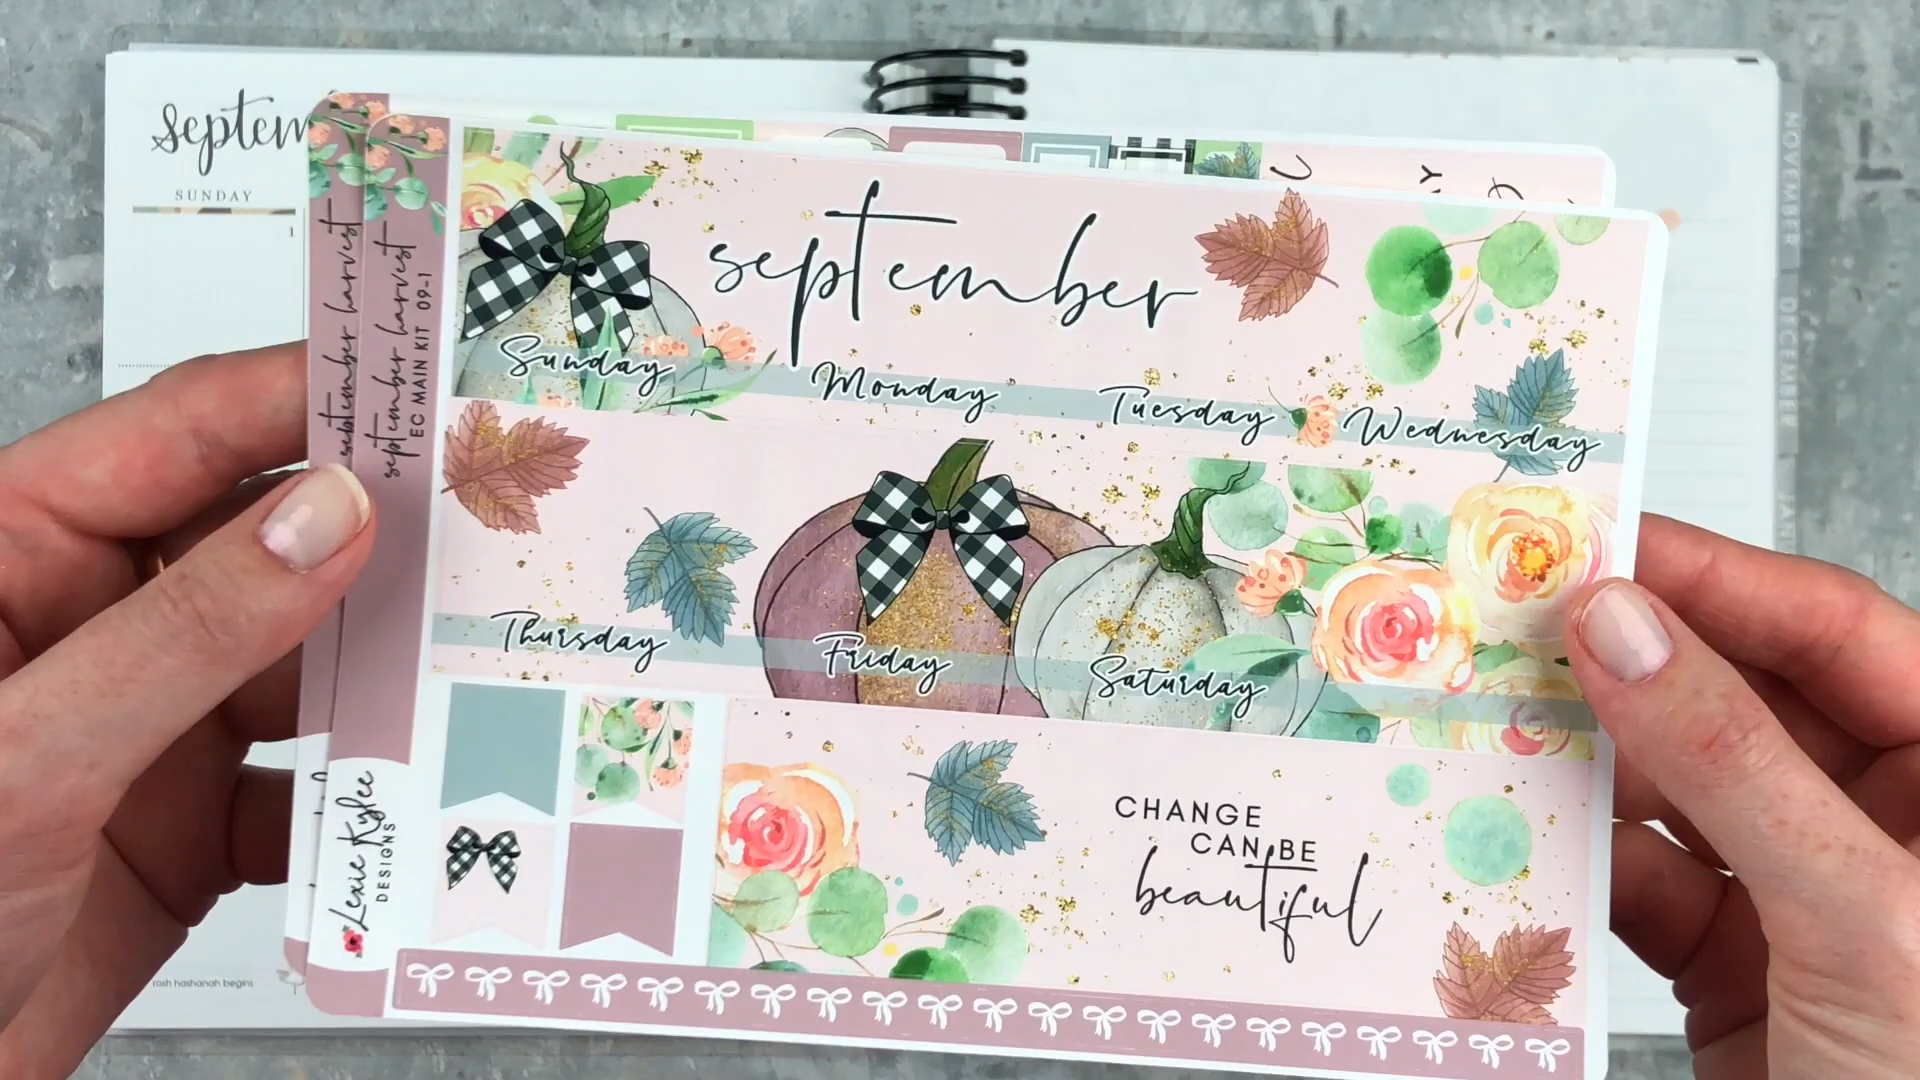 septem
SUNDAY
1
september harvest
september harvest
EC MAIN KIT 09-1
september
Sunday
Monday
Tuesday
Wednesday
Thursday
Friday
Saturday
CHANGE
CAN BE
beautiful
Lexie Kylee
DESIGNS
rosh hashanah begins
NOVEMBER
DECEMBER